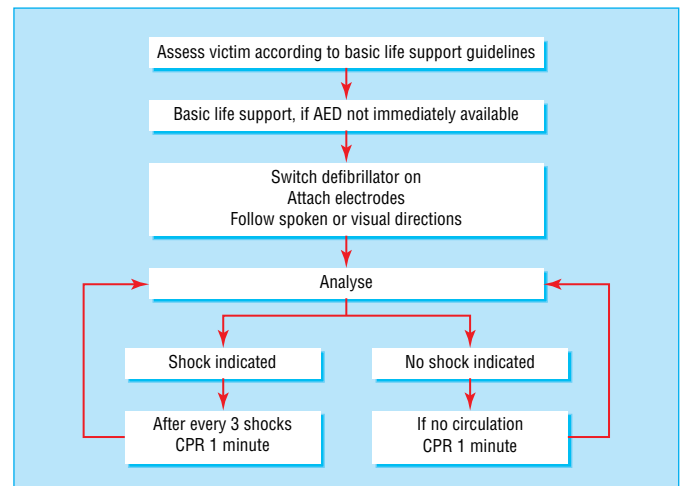 Assess victim according to basic life support guidelines
Basic life support, if AED not immediately available
Switch defibrillator on
Attach electrodes
Follow spoken or visual directions
Analyse
Shock indicated
No shock indicated
After every 3 shocks
CPR 1 minute
If no circulation
CPR 1 minute